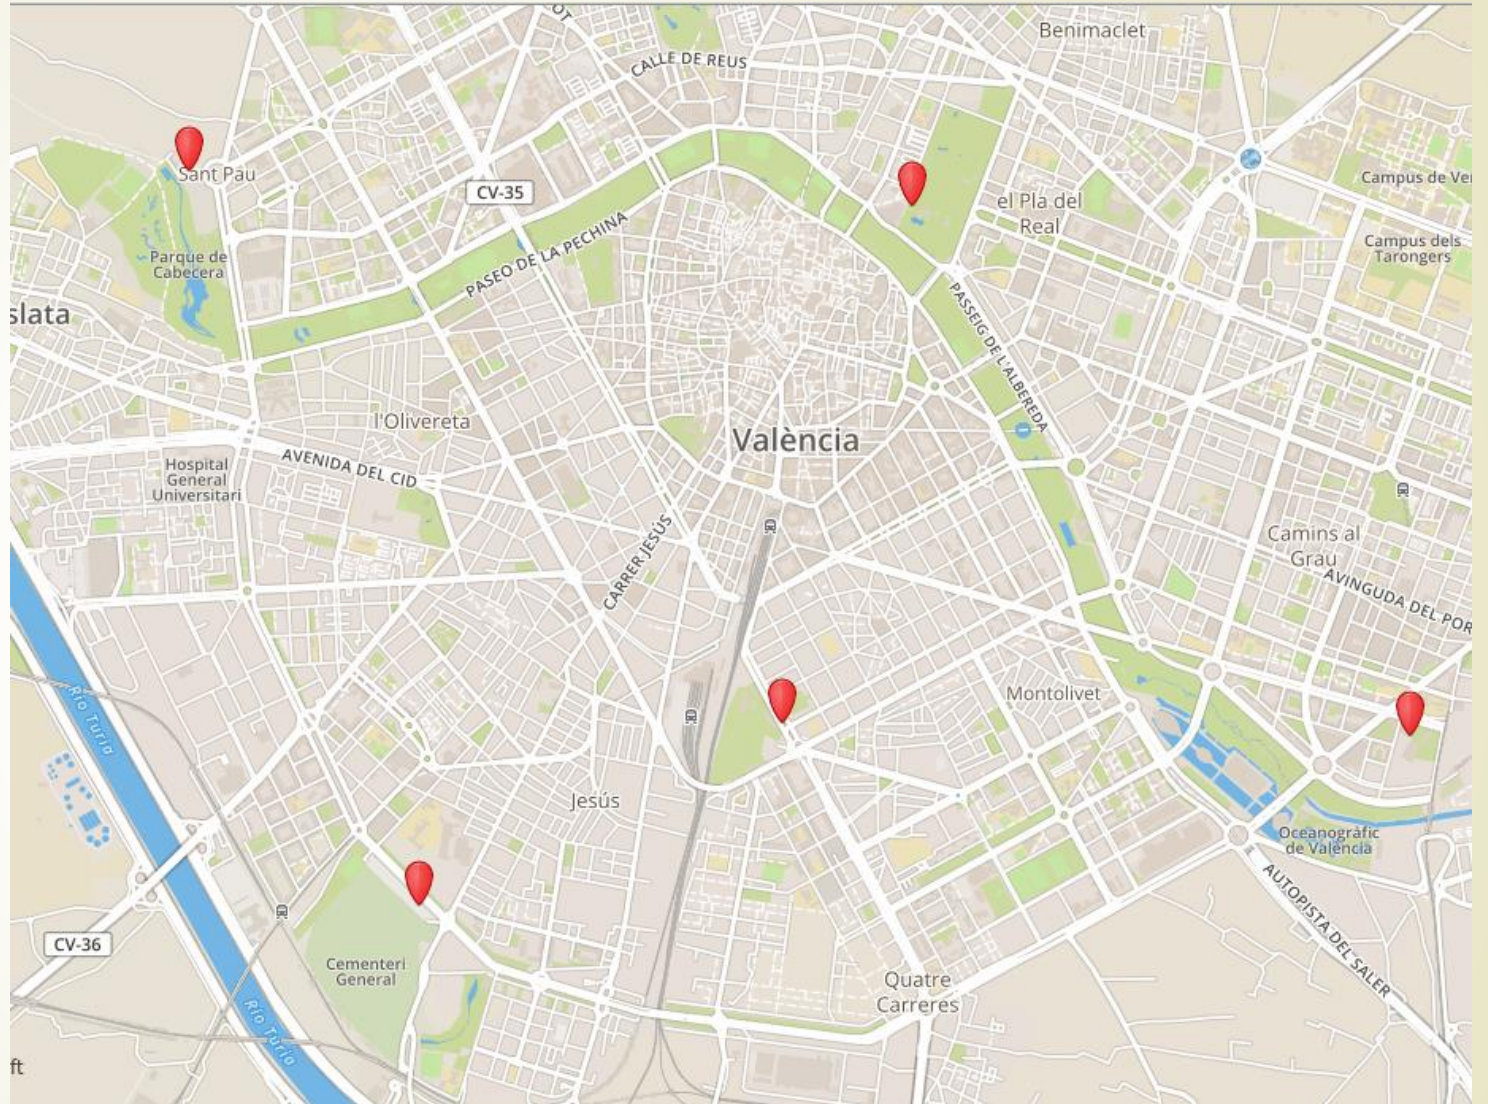 OT
Benimaclet
CALLE DE REUS
Sant Pau
CV-35
Campus de Ve
el Pla del
Real
PASEO DE LA PECHINA
Campus dels
Tarongers
Parque de
Cabecera
slata
PASSEIG DE L'ALBEREDA
l'Olivereta
València
AVENIDA DEL CID
Hospital
General
Universitari
CARRER JESÚS
Camins al
Grau
AVINGUDA DEL POR
Río Turia
Montolivet
Jesús
Oceanogràfic
de València
AUTOPISTA DEL SALER
CV-36
Cementeri
General
Quatre
Carreres
Río Turia
ft